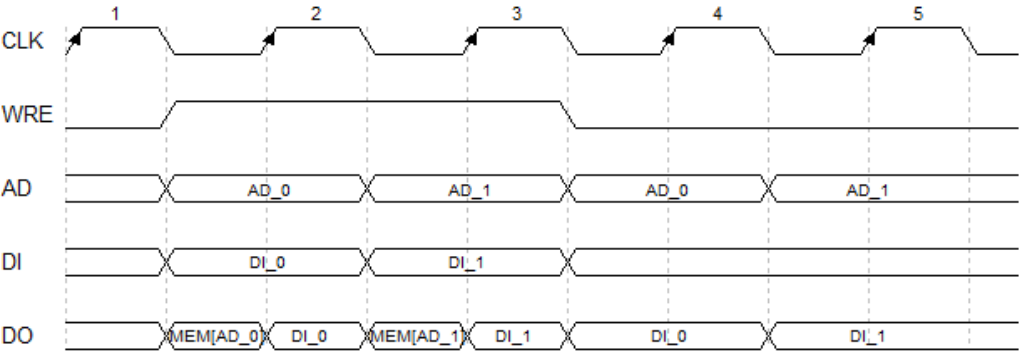 1 2 3 4 5
CLK
WRE
AD AD_0 AD_1 AD_0 AD_1
DI DI_0 DI_1
DO MEM[AD_0] DI_0 MEM[AD_1] DI_1 DI_0 DI_1